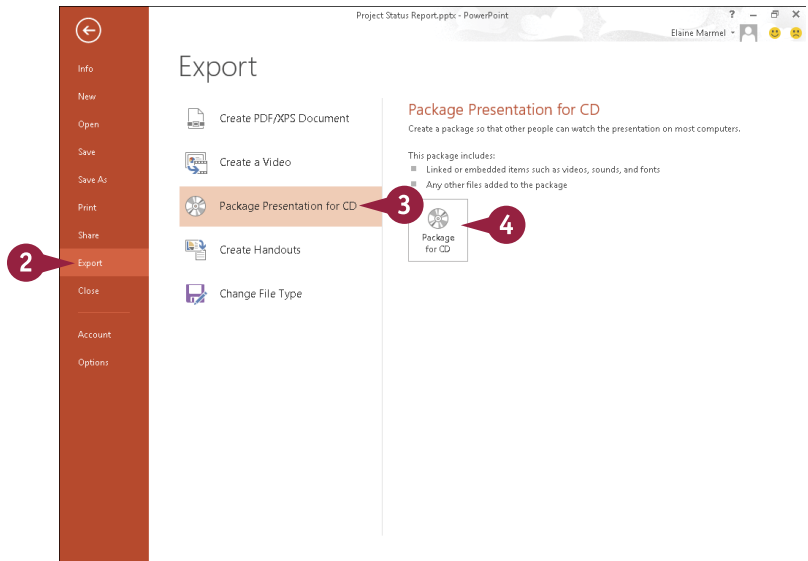 Project Status Report.pptx - PowerPoint
?
Elaine Marmel
Info
New
Open
Save
Save As
Print
Share
Export
Close
Account
Options
2
Export
Create PDF/XPS Document
Create a Video
Package Presentation for CD
3
Create Handouts
Change File Type
Package Presentation for CD
Create a package so that other people can watch the presentation on most computers.
This package includes:
Linked or embedded items such as videos, sounds, and fonts
Any other files added to the package
Package
for CD
4